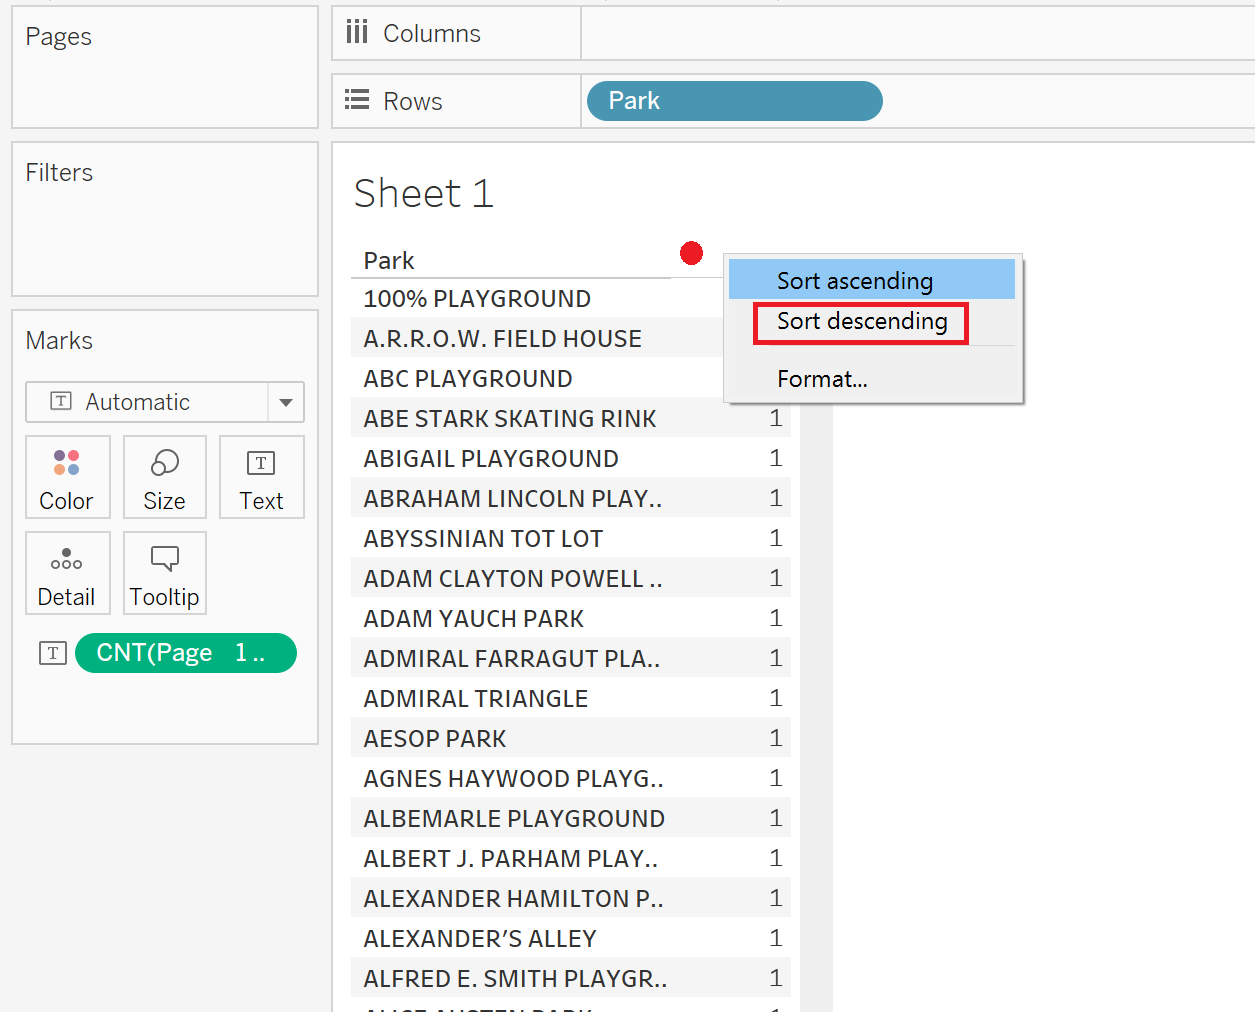 Pages
Columns
Rows
Park
Filters
Sheet 1
Park
Sort ascending
Sort descending
Format...
100% PLAYGROUND
A.R.R.O.W. FIELD HOUSE
ABC PLAYGROUND
ABE STARK SKATING RINK 1
ABIGAIL PLAYGROUND 1
ABRAHAM LINCOLN PLAY.. 1
ABYSSINIAN TOT LOT 1
ADAM CLAYTON POWELL .. 1
ADAM YAUCH PARK 1
ADMIRAL FARRAGUT PLA.. 1
ADMIRAL TRIANGLE 1
AESOP PARK 1
AGNES HAYWOOD PLAYG.. 1
ALBEMARLE PLAYGROUND 1
ALBERT J. PARHAM PLAY.. 1
ALEXANDER HAMILTON P.. 1
ALEXANDER’S ALLEY 1
ALFRED E. SMITH PLAYGR.. 1
Marks
T Automatic
Color
Size
T
Text
Detail
Tooltip
T CNT(Page 1 ..